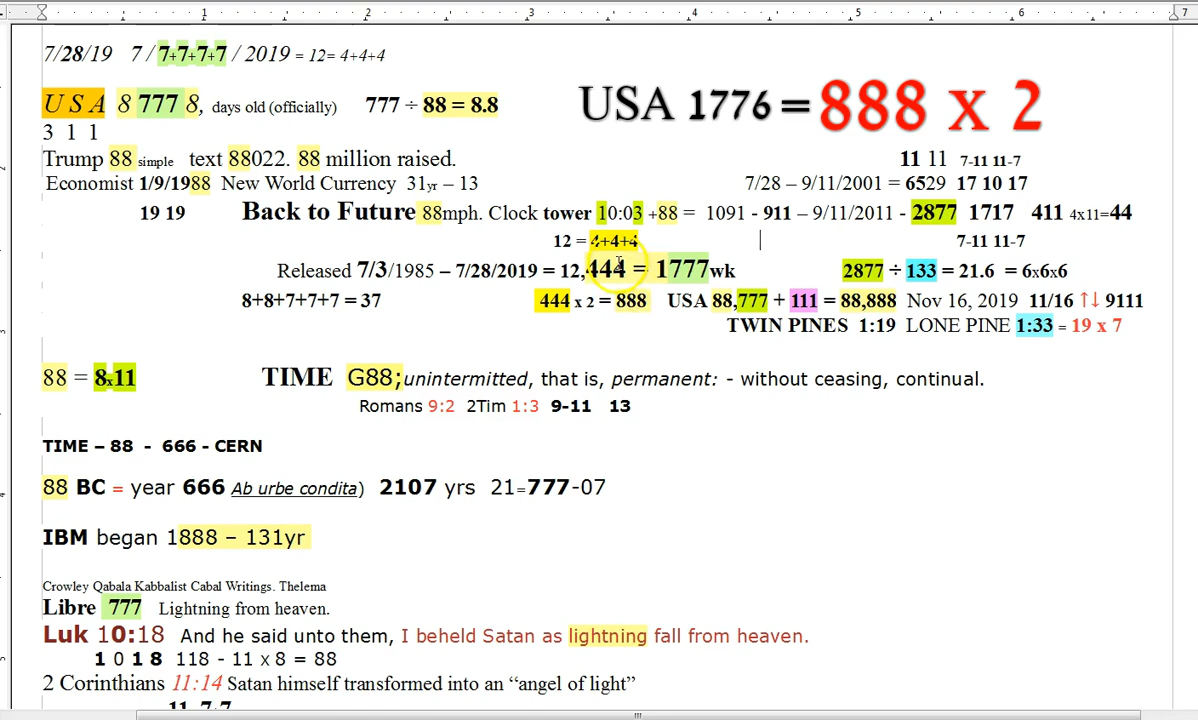 1 2 3 4 5 6 7
7/28/19 7 / 7+7+7+7 / 2019 = 12= 4+4+4
U S A 8 777 8, days old (officially) 777 ÷ 88 = 8.8 USA 1776 = 888 x 2
3 1 1
Trump 88 simple text 88022. 88 million raised. 11 11 7-11 11-7
Economist 1/9/1988 New World Currency 31yr – 13 7/28 – 9/11/2001 = 6529 17 10 17
19 19 Back to Future 88mph. Clock tower 10:03 +88 = 1091 - 911 – 9/11/2011 - 2877 1717 411 4x11=44
12 = 4+4+4 7-11 11-7
Released 7/3/1985 – 7/28/2019 = 12,444 = 1777wk 2877 ÷ 133 = 21.6 = 6x6x6
8+8+7+7+7 = 37 444 x 2 = 888 USA 88,777 + 111 = 88,888 Nov 16, 2019 11/16 ↑↓ 9111
TWIN PINES 1:19 LONE PINE 1:33 = 19 x 7
88 = 8x11 TIME G88; unintermitted, that is, permanent: - without ceasing, continual.
Romans 9:2 2Tim 1:3 9-11 13
TIME – 88 - 666 - CERN
88 BC = year 666 Ab urbe condita) 2107 yrs 21=777-07
IBM began 1888 – 131yr
Crowley Qabala Kabbalist Cabal Writings. Thelema
Libre 777 Lightning from heaven.
Luk 10:18 And he said unto them, I beheld Satan as lightning fall from heaven.
1 0 1 8 118 - 11 x 8 = 88
2 Corinthians 11:14 Satan himself transformed into an “angel of light”